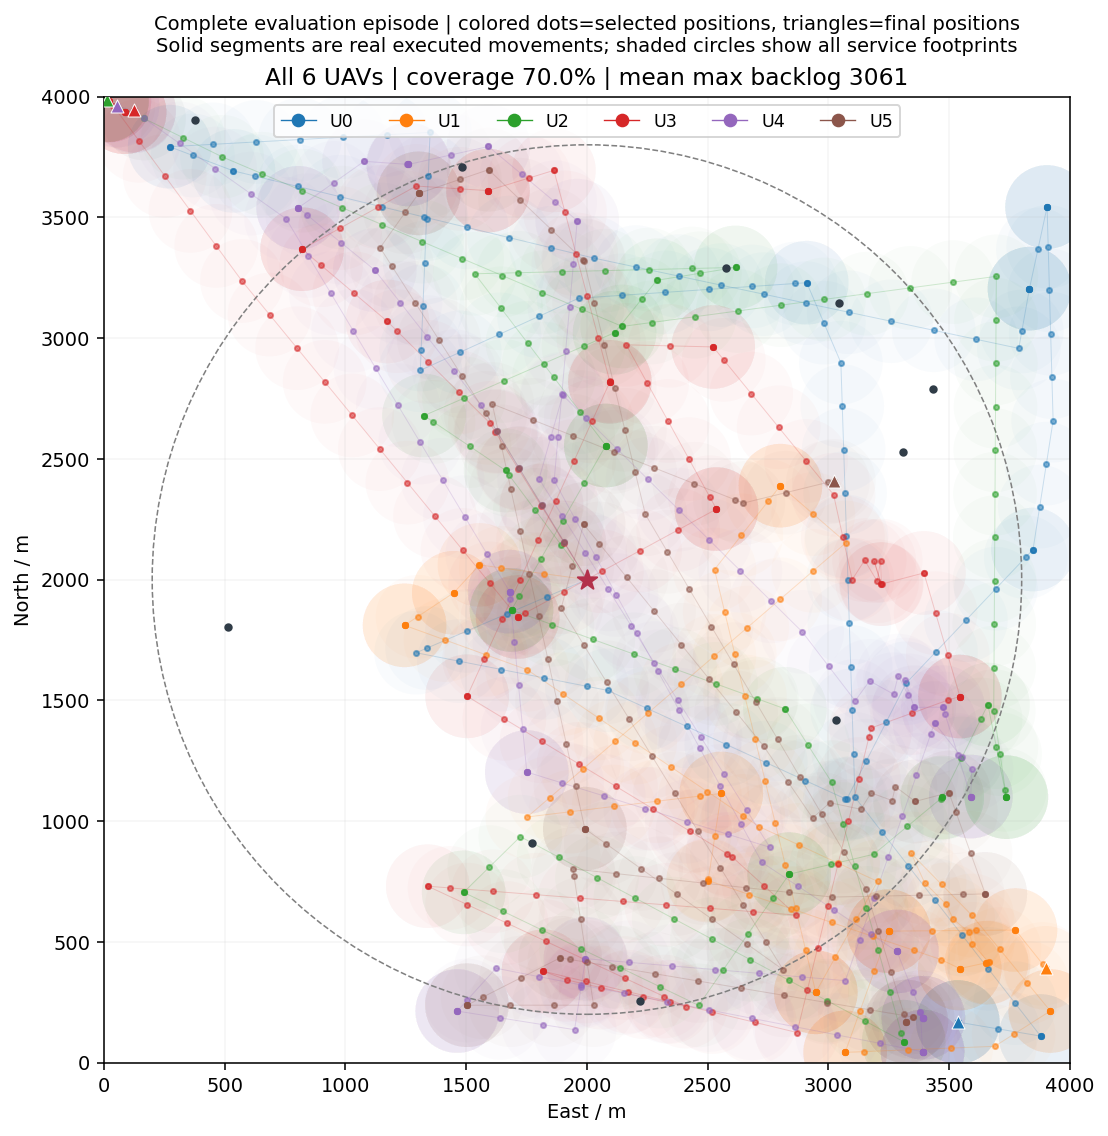 Complete evaluation episode | colored dots=selected positions, triangles=final positions
Solid segments are real executed movements; shaded circles show all service footprints
All 6 UAVs | coverage 70.0% | mean max backlog 3061
U0 U1 U2 U3 U4 U5
4000
3500
3000
2500
2000
1500
1000
500
0
North / m
0 500 1000 1500 2000 2500 3000 3500 4000
East / m